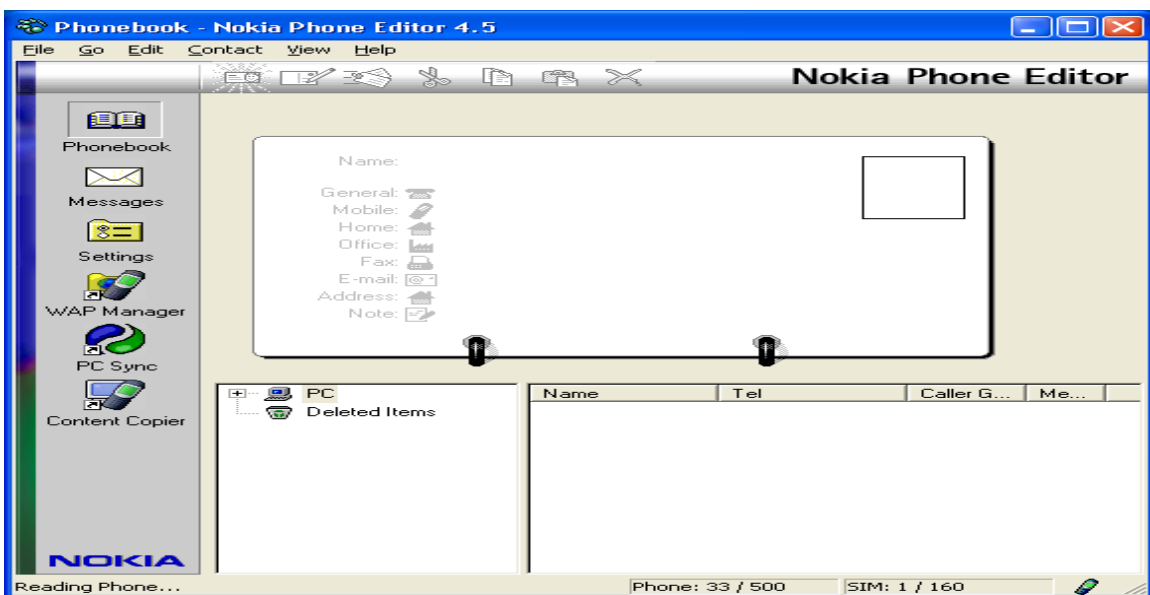 Phonebook - Nokia Phone Editor 4.5
File Go Edit Contact View Help
Nokia Phone Editor
Phonebook
Messages
Settings
WAP Manager
PC Sync
Content Copier
NOKIA
Name:
General:
Mobile:
Home:
Office:
Fax:
E-mail:
Address:
Note:
PC
Deleted Items
Name Tel Caller G... Me...
Reading Phone... Phone: 33 / 500 SIM: 1 / 160